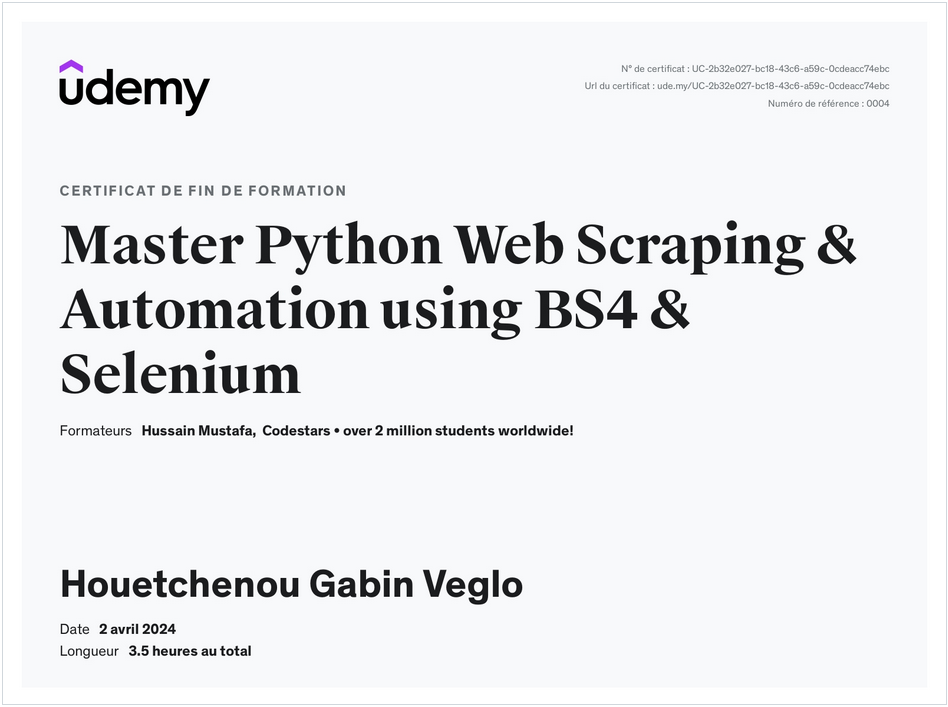 udemy
N° de certificat : UC-2b32e027-bc18-43c6-a59c-0cdeacc74ebc
Url du certificat : ude.my/UC-2b32e027-bc18-43c6-a59c-0cdeacc74ebc
Numéro de référence : 0004
CERTIFICAT DE FIN DE FORMATION
Master Python Web Scraping &
Automation using BS4 &
Selenium
Formateurs Hussain Mustafa, Codestars • over 2 million students worldwide!
Houetchenou Gabin Veglo
Date 2 avril 2024
Longueur 3.5 heures au total